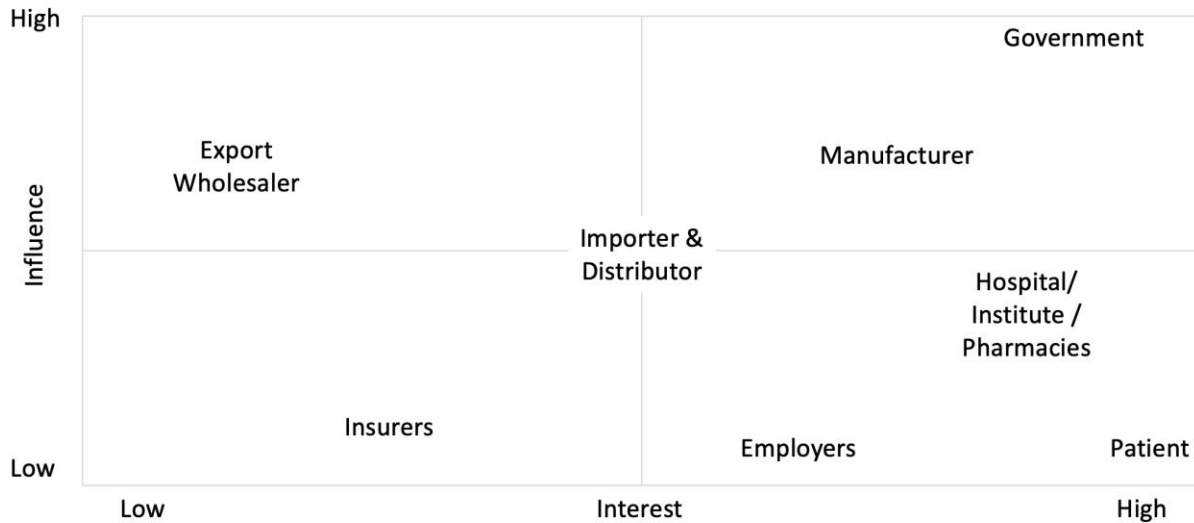 High
Government
Export
Wholesaler
Manufacturer
Influence
Importer &
Distributor
Hospital/
Institute /
Pharmacies
Insurers
Employers
Patient
Low
Low
Interest
High